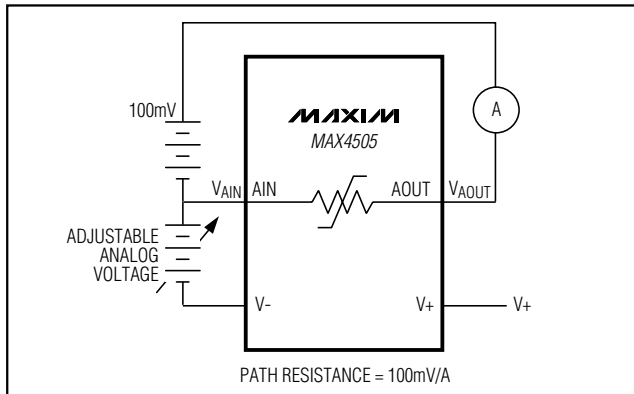 100mV
A
MAXIM
MAX4505
VAIN
AIN
AOUT
VAOUT
ADJUSTABLE
ANALOG
VOLTAGE
V-
V+
V+
PATH RESISTANCE = 100mV/A